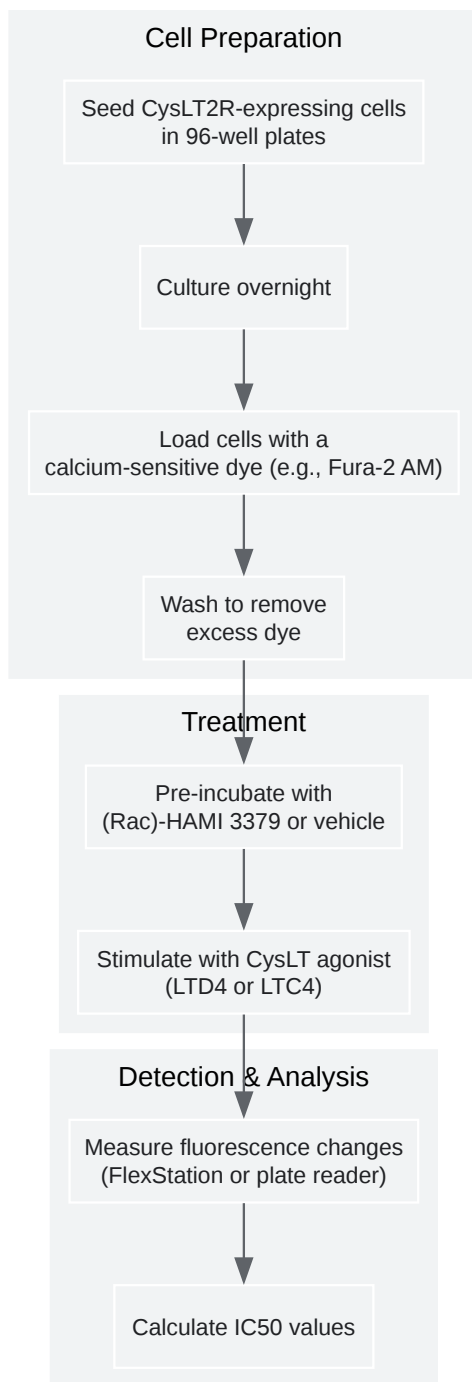 Cell Preparation
Seed CysLT2R-expressing cells
in 96-well plates
Culture overnight
Load cells with a
calcium-sensitive dye (e.g., Fura-2 AM)
Wash to remove
excess dye
Treatment
Pre-incubate with
(Rac)-HAMI 3379 or vehicle
Stimulate with CysLT agonist
(LTD4 or LTC4)
Detection & Analysis
Measure fluorescence changes
(FlexStation or plate reader)
Calculate IC50 values